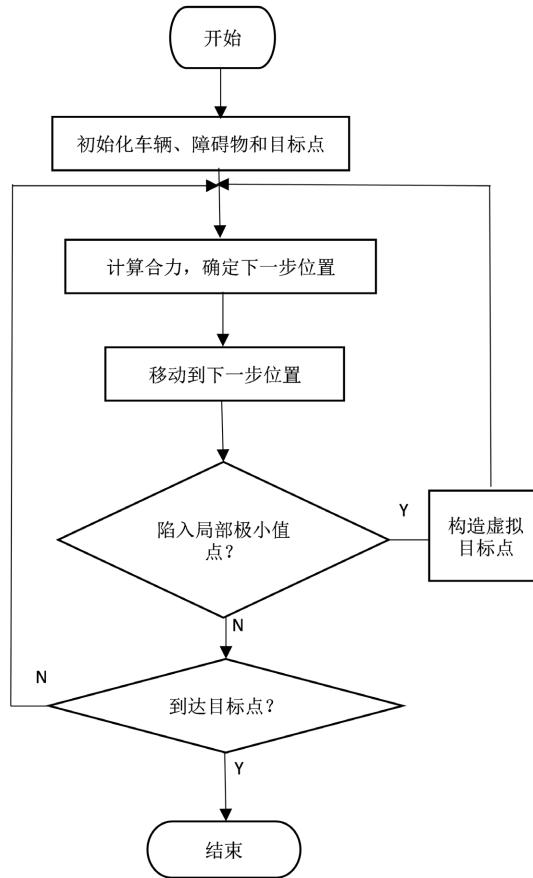 开始
初始化车辆、障碍物和目标点
计算合力，确定下一步位置
移动到下一步位置
陷入局部极小值
点？
Y
构造虚拟
目标点
N
N
到达目标点？
Y
结束